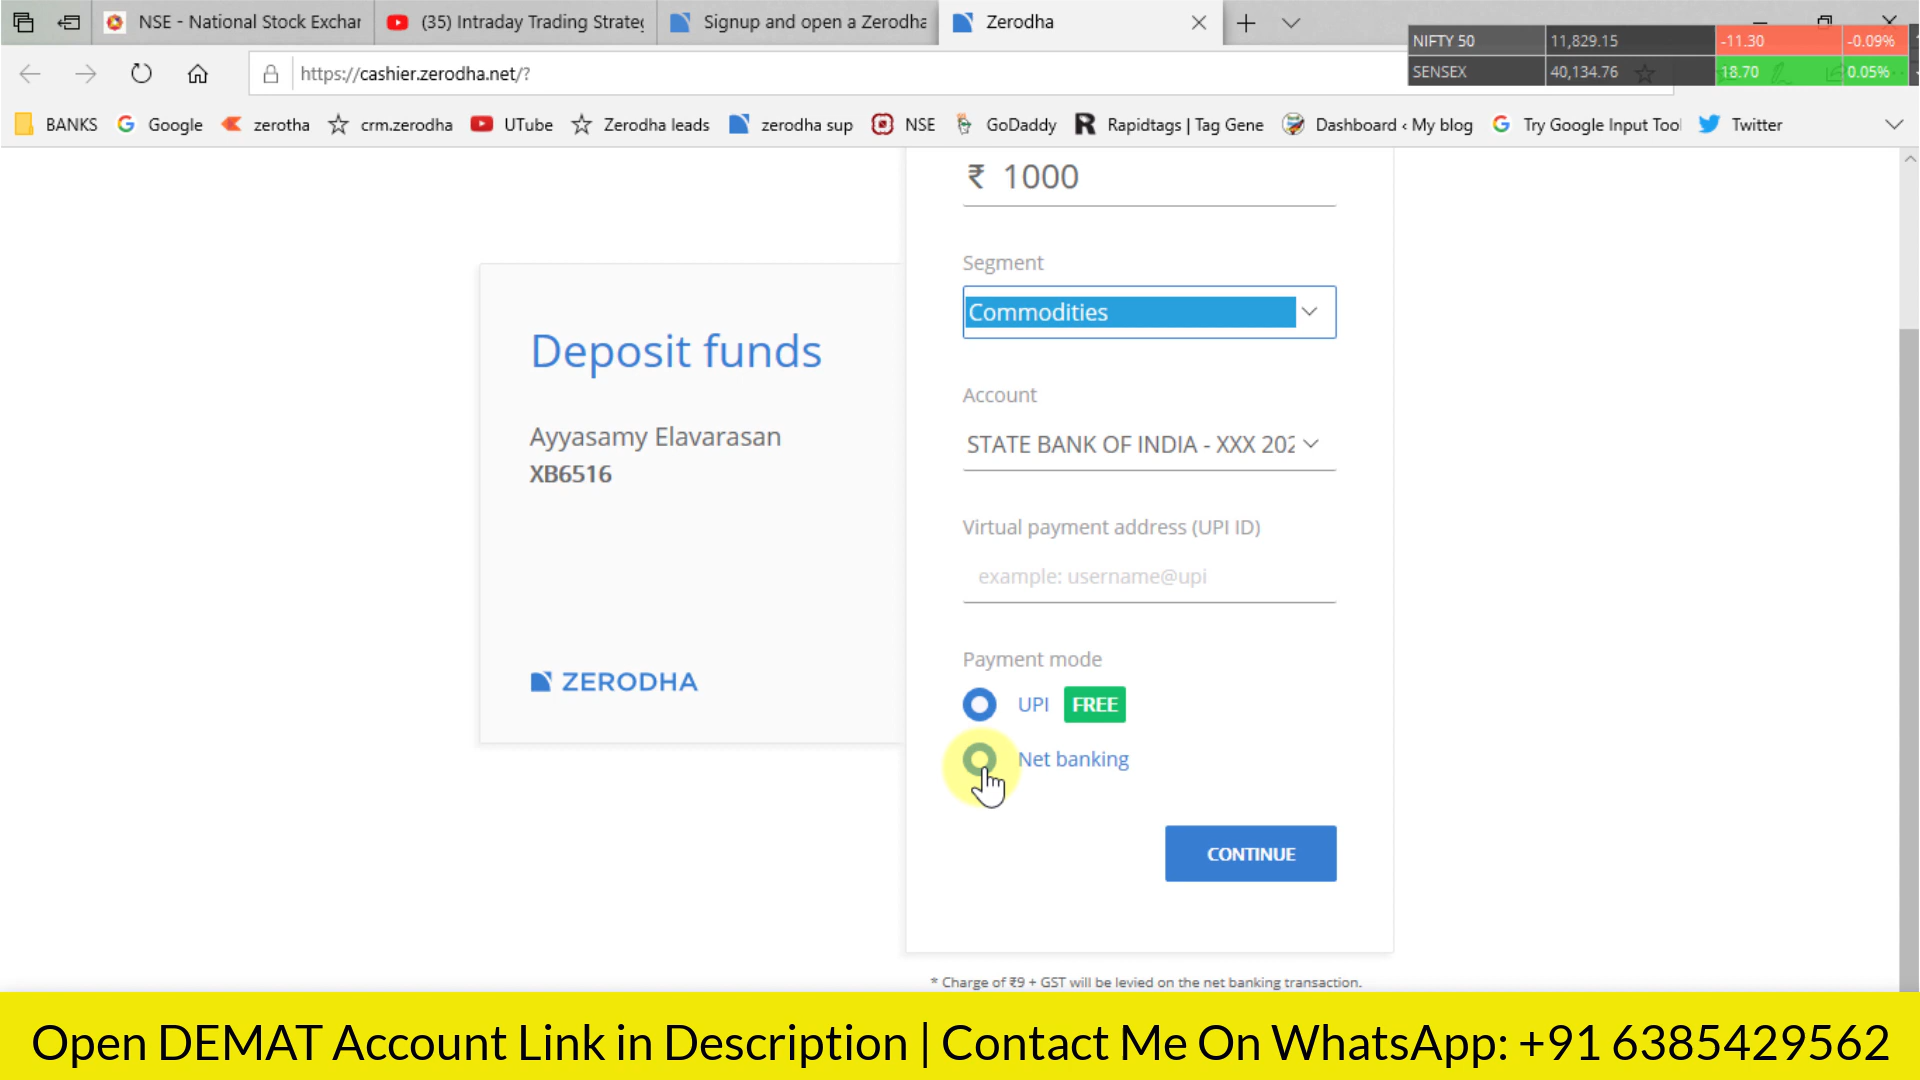 NSE - National Stock Exchan
(35) Intraday Trading Strateg
Signup and open a Zerodha
Zerodha
https://cashier.zerodha.net/?
NIFTY 50 11,829.15 -11.30 -0.09%
SENSEX 40,134.76 18.70 0.05%
BANKS
Google
zerotha
crm.zerodha
UTube
Zerodha leads
zerodha sup
NSE
GoDaddy
Rapidtags | Tag Gene
Dashboard ‹ My blog
Try Google Input Tool
Twitter
₹ 1000
Segment
Commodities
Deposit funds
Ayyasamy Elavarasan
XB6516
ZERODHA
Account
STATE BANK OF INDIA - XXX 202
Virtual payment address (UPI ID)
example: username@upi
Payment mode
UPI FREE
Net banking
CONTINUE
* Charge of ₹9 + GST will be levied on the net banking transaction.
Open DEMAT Account Link in Description | Contact Me On WhatsApp: +91 6385429562